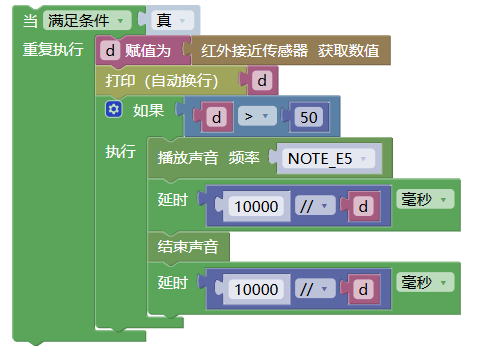 当 满足条件 真
重复执行 d 赋值为 红外接近传感器 获取数值
打印（自动换行） d
如果 d > 50
执行 播放声音 频率 NOTE_E5
延时 10000 // d 毫秒
结束声音
延时 10000 // d 毫秒